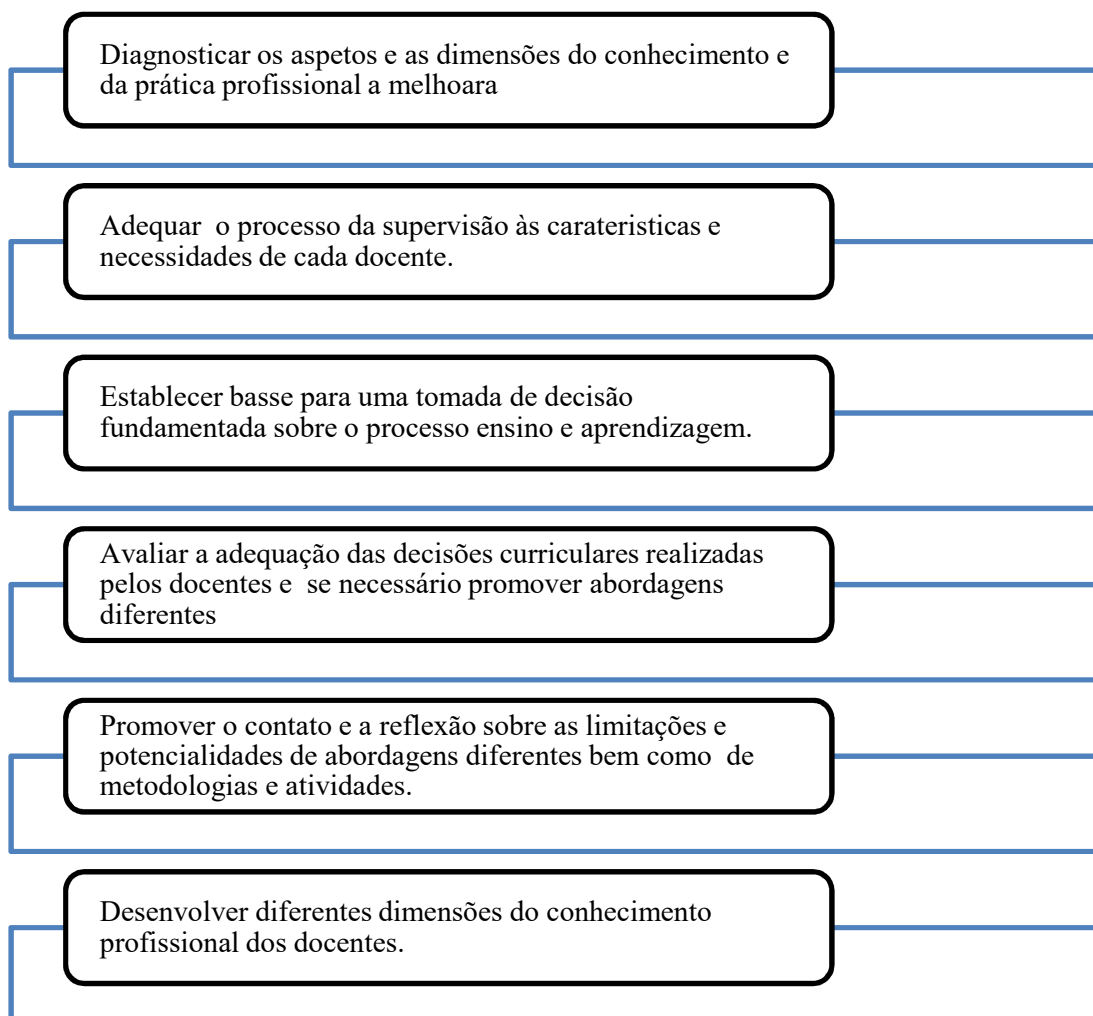 Diagnosticar os aspetos e as dimensões do conhecimento e
da prática profissional a melhoara
Adequar o processo da supervisão às carateristicas e
necessidades de cada docente.
Establecer basse para uma tomada de decisão
fundamentada sobre o processo ensino e aprendizagem.
Avaliar a adequação das decisões curriculares realizadas
pelos docentes e se necessário promover abordagens
diferentes
Promover o contato e a reflexão sobre as limitações e
potencialidades de abordagens diferentes bem como de
metodologias e atividades.
Desenvolver diferentes dimensões do conhecimento
profissional dos docentes.